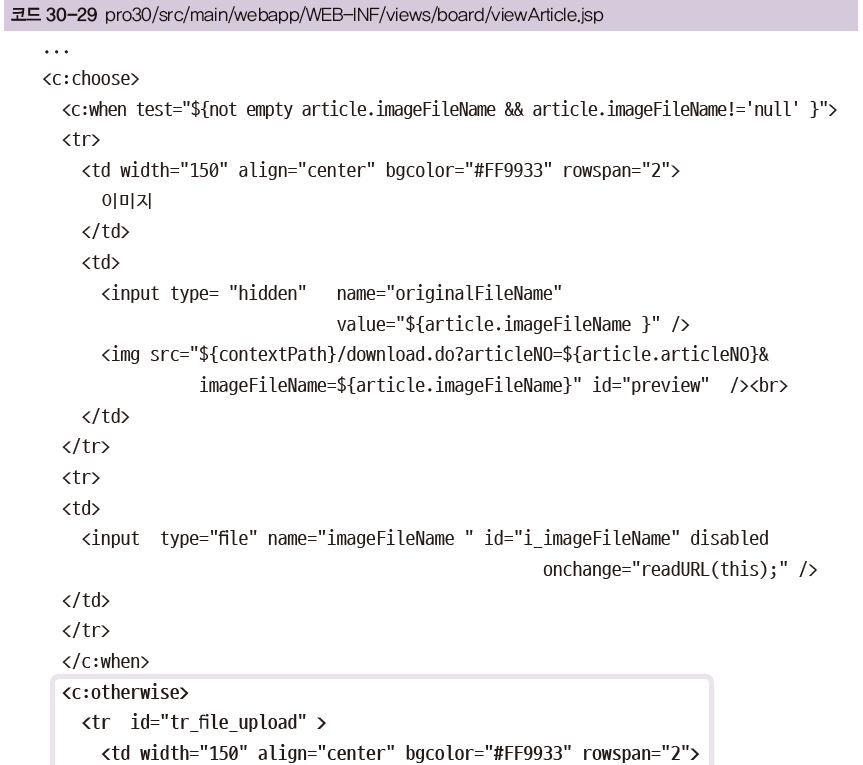 코드 30-29 pro30/src/main/webapp/WEB-INF/views/board/viewArticle.jsp
...
<c:choose>
<c:when test="${not empty article.imageFileName && article.imageFileName!='null' }">
<tr>
<td width="150" align="center" bgcolor="#FF9933" rowspan="2">
이미지
</td>
<td>
<input type= "hidden" name="originalFileName"
value="${article.imageFileName }" />
<img src="${contextPath}/download.do?articleNO=${article.articleNO}&
imageFileName=${article.imageFileName}" id="preview" /><br>
</td>
</tr>
<tr>
<td>
<input type="file" name="imageFileName " id="i_imageFileName" disabled
onchange="readURL(this);" />
</td>
</tr>
</c:when>
<c:otherwise>
<tr id="tr_file_upload" >
<td width="150" align="center" bgcolor="#FF9933" rowspan="2">